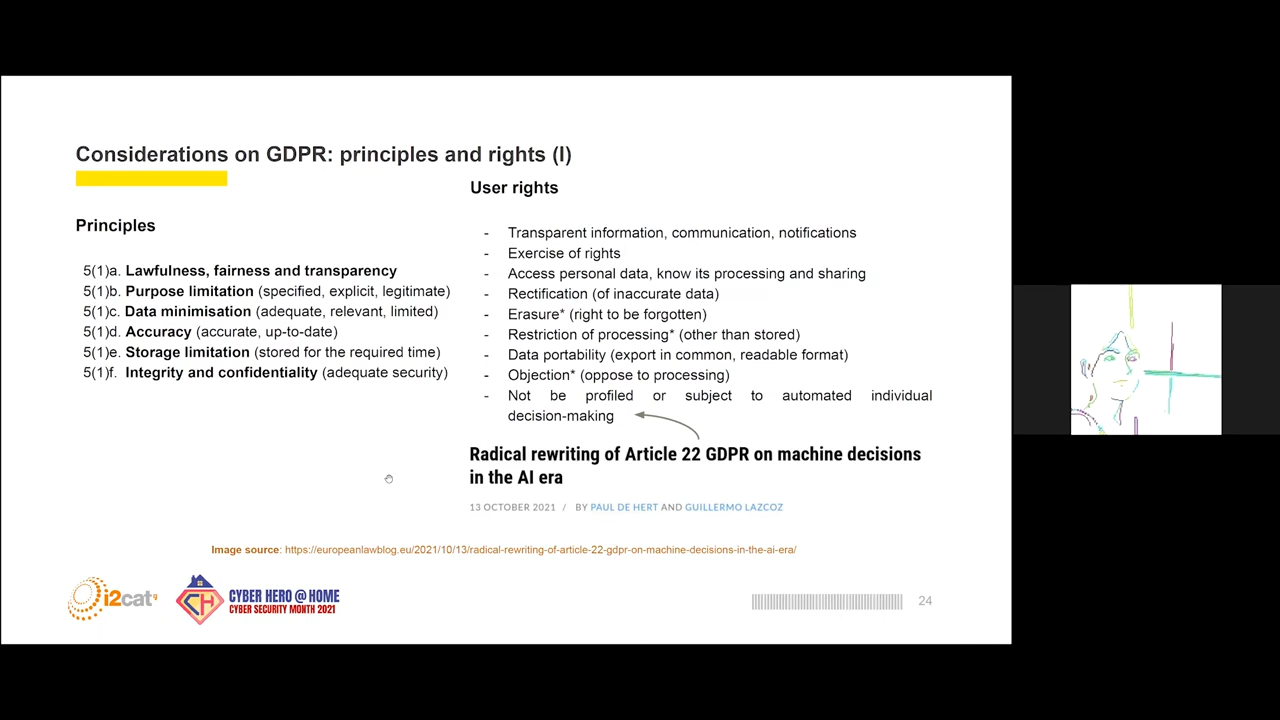 Considerations on GDPR: principles and rights (I)
Principles
5(1)a. Lawfulness, fairness and transparency
5(1)b. Purpose limitation (specified, explicit, legitimate)
5(1)c. Data minimisation (adequate, relevant, limited)
5(1)d. Accuracy (accurate, up-to-date)
5(1)e. Storage limitation (stored for the required time)
5(1)f. Integrity and confidentiality (adequate security)
User rights
- Transparent information, communication, notifications
- Exercise of rights
- Access personal data, know its processing and sharing
- Rectification (of inaccurate data)
- Erasure* (right to be forgotten)
- Restriction of processing* (other than stored)
- Data portability (export in common, readable format)
- Objection* (oppose to processing)
- Not be profiled or subject to automated individual
decision-making
Radical rewriting of Article 22 GDPR on machine decisions
in the AI era
13 OCTOBER 2021 / BY PAUL DE HERT AND GUILLERMO LAZCOZ
Image source: https://europeanlawblog.eu/2021/10/13/radical-rewriting-of-article-22-gdpr-on-machine-decisions-in-the-ai-era/
i2cat
CH
CYBER HERO @ HOME
CYBER SECURITY MONTH 2021
24